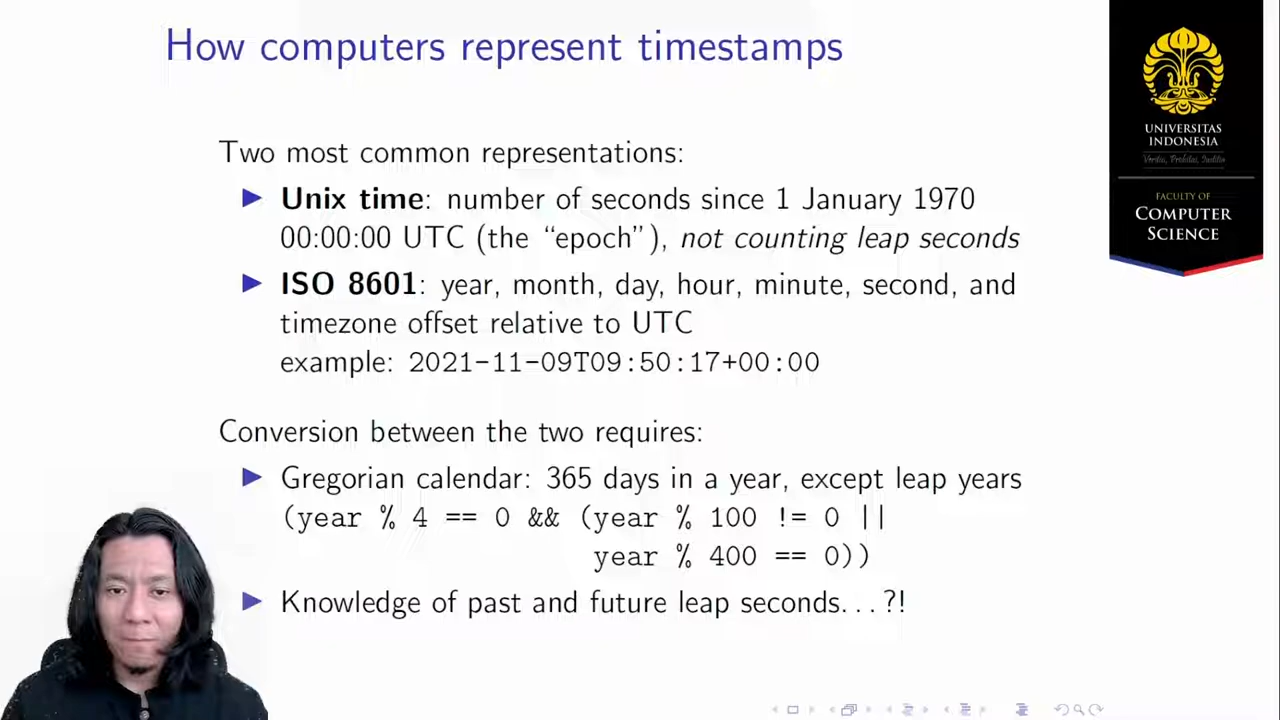 How computers represent timestamps
Two most common representations:
Unix time: number of seconds since 1 January 1970
00:00:00 UTC (the “epoch”), not counting leap seconds
ISO 8601: year, month, day, hour, minute, second, and
timezone offset relative to UTC
example: 2021-11-09T09:50:17+00:00
Conversion between the two requires:
Gregorian calendar: 365 days in a year, except leap years
(year % 4 == 0 && (year % 100 != 0 ||
year % 400 == 0))
Knowledge of past and future leap seconds...?!
UNIVERSITAS
INDONESIA
Veritas, Probitas, Iustitia
FACULTY OF
COMPUTER
SCIENCE